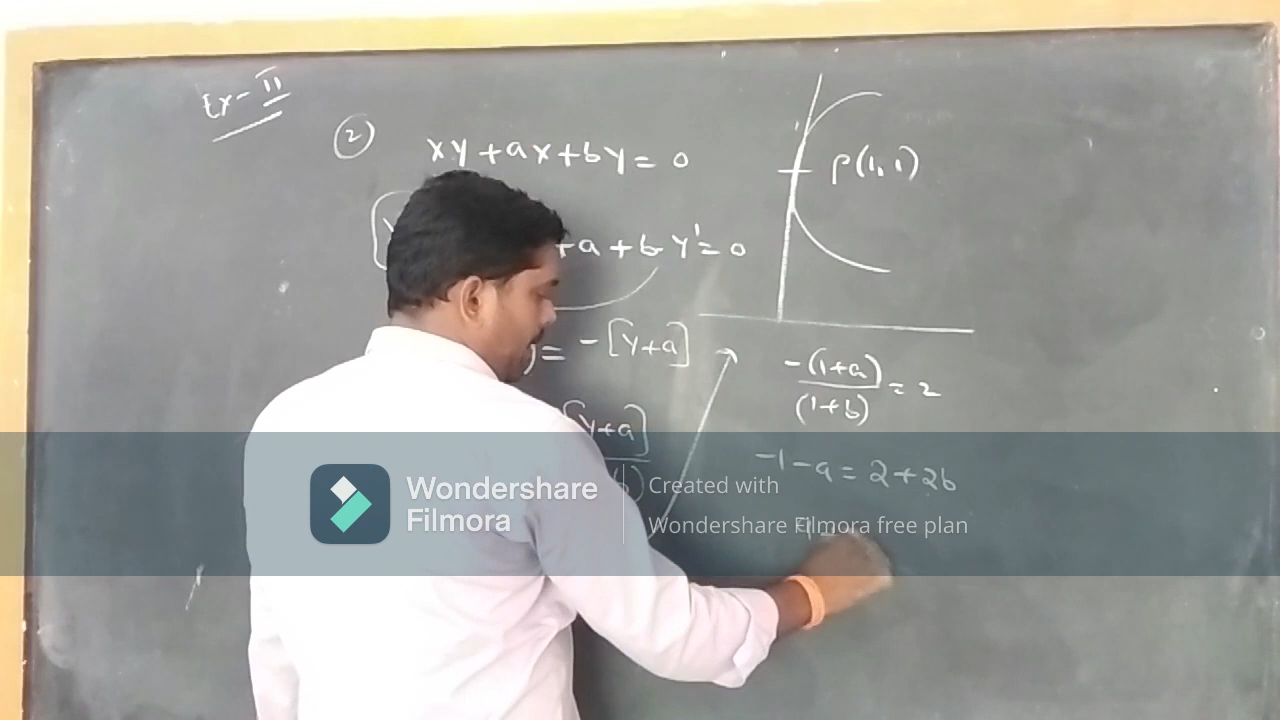 Ex-II
(2)
xy+ax+by=0
P(1,1)
+a+by'=0
=-[y+a]
-(1+a)
(1+b)
=2
[y+a]
b)
-1-a=2+2b
Wondershare
Filmora
Created with
Wondershare Filmora free plan